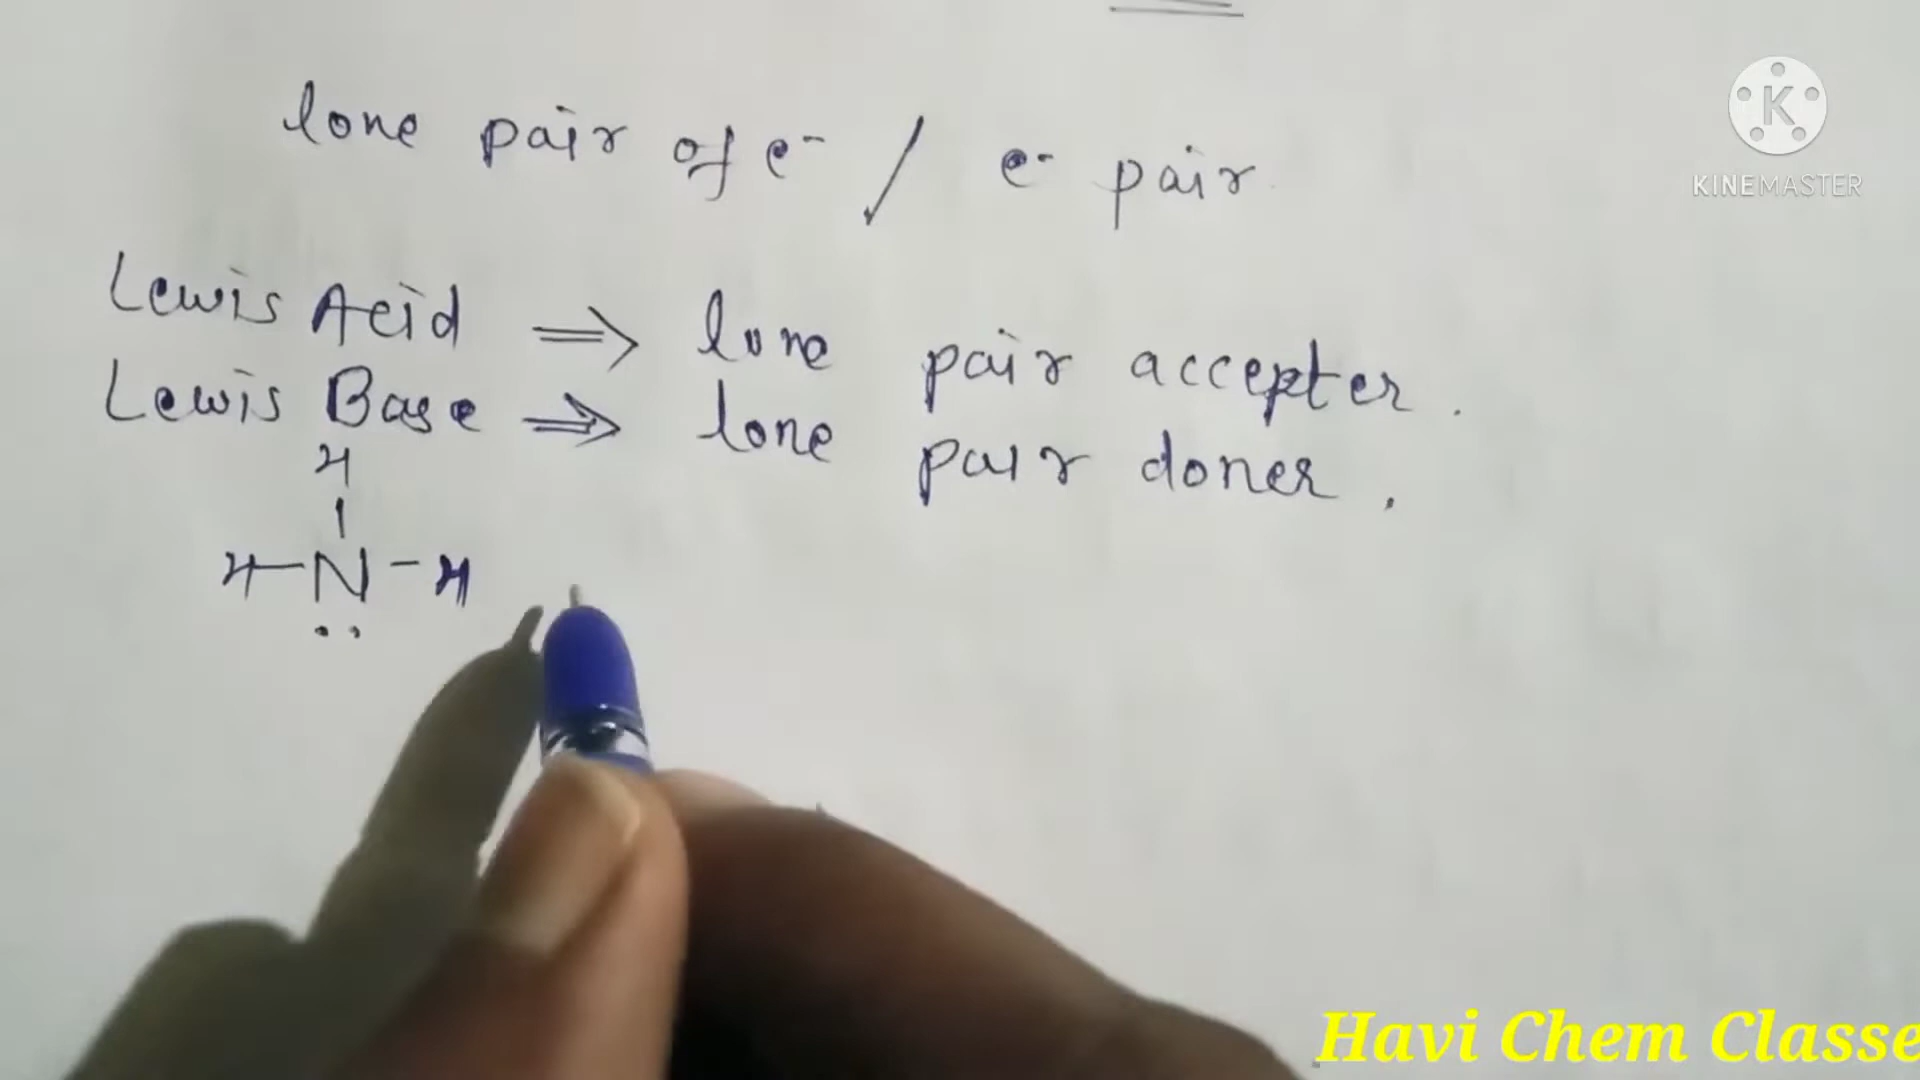 lone pair of e⁻ / e⁻ pair
KINEMASTER
Lewis Acid ⇒ lone pair accepter.
Lewis Base ⇒ lone pair doner.
H
H-N-H
Havi Chem Classe